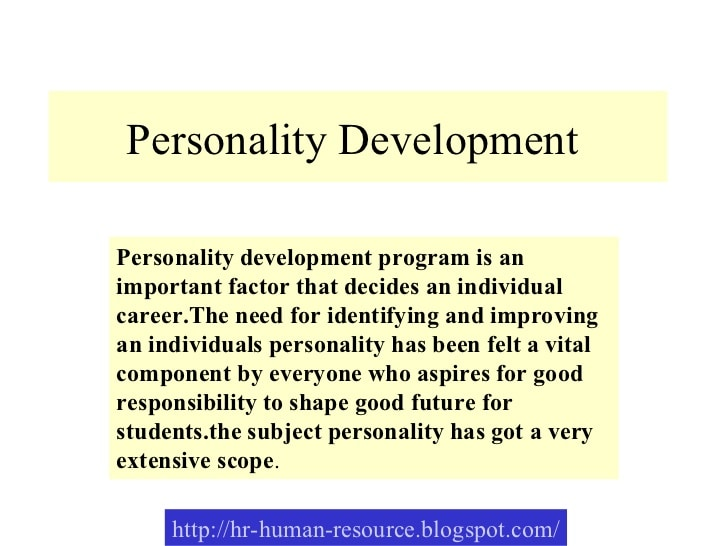 Personality Development
Personality development program is an
important factor that decides an individual
career.The need for identifying and improving
an individuals personality has been felt a vital
component by everyone who aspires for good
responsibility to shape good future for
students.the subject personality has got a very
extensive scope.
http://hr-human-resource.blogspot.com/